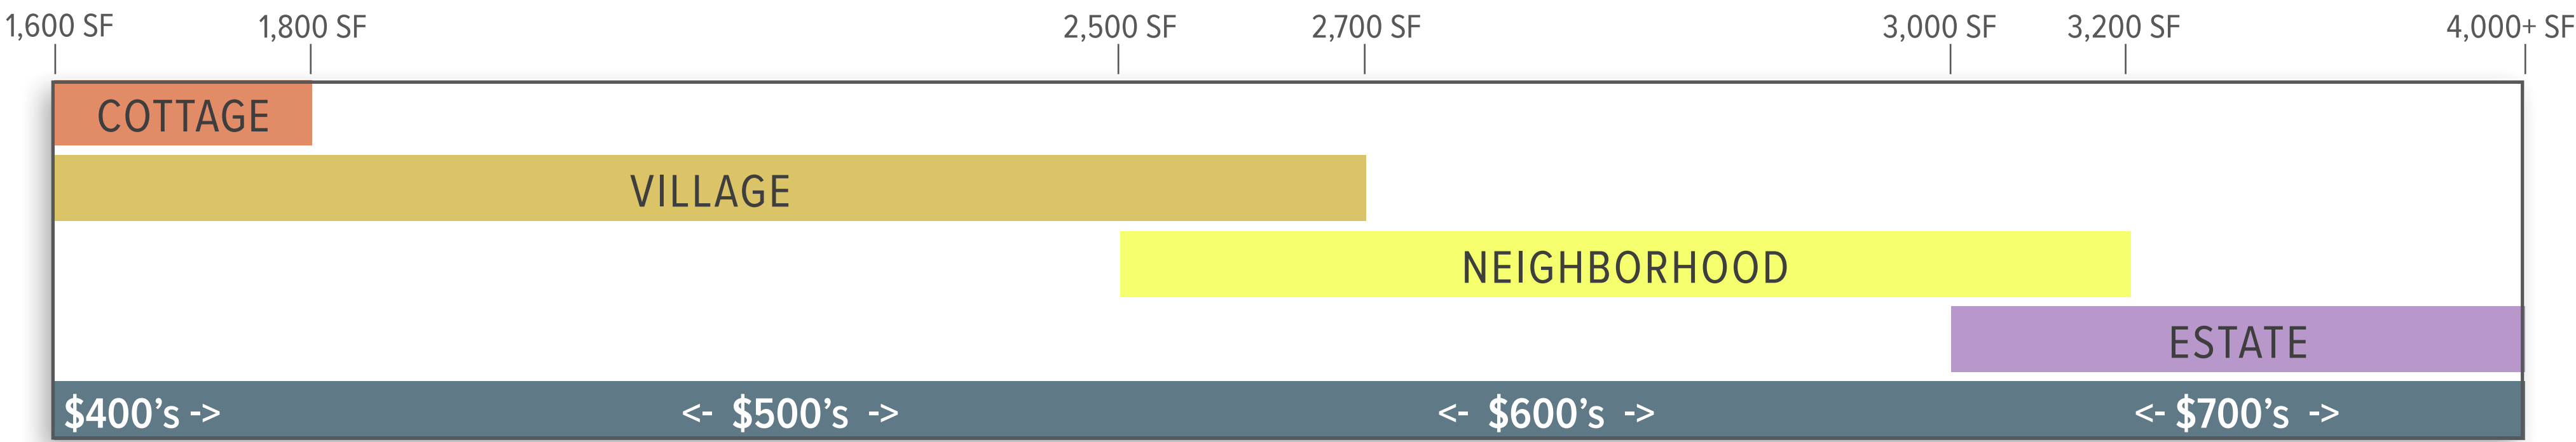 1,600 SF 1,800 SF 2,500 SF 2,700 SF 3,000 SF 3,200 SF 4,000+ SF
COTTAGE
VILLAGE
NEIGHBORHOOD
ESTATE
$400’s -> <- $500’s -> <- $600’s -> <- $700’s ->